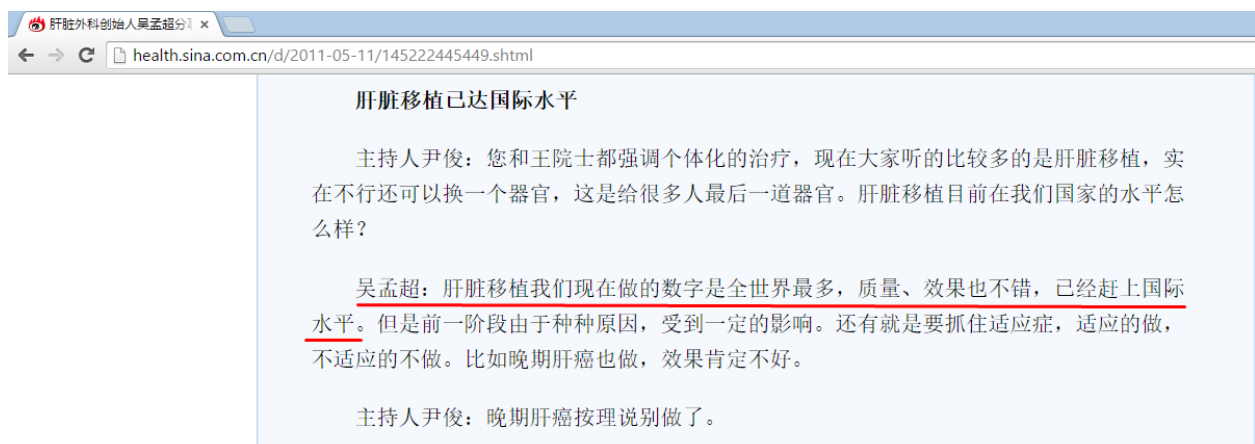 肝脏外科创始人吴孟超分
health.sina.com.cn/d/2011-05-11/145222445449.shtml
肝脏移植已达国际水平
主持人尹俊：您和王院士都强调个体化的治疗，现在大家听的比较多的是肝脏移植，实
在不行还可以换一个器官，这是给很多人最后一道器官。肝脏移植目前在我们国家的水平怎
么样？
吴孟超：肝脏移植我们现在做的数字是全世界最多，质量、效果也不错，已经赶上国际
水平。但是前一阶段由于种种原因，受到一定的影响。还有就是要抓住适应症，适应的做，
不适应的不做。比如晚期肝癌也做，效果肯定不好。
主持人尹俊：晚期肝癌按理说别做了。